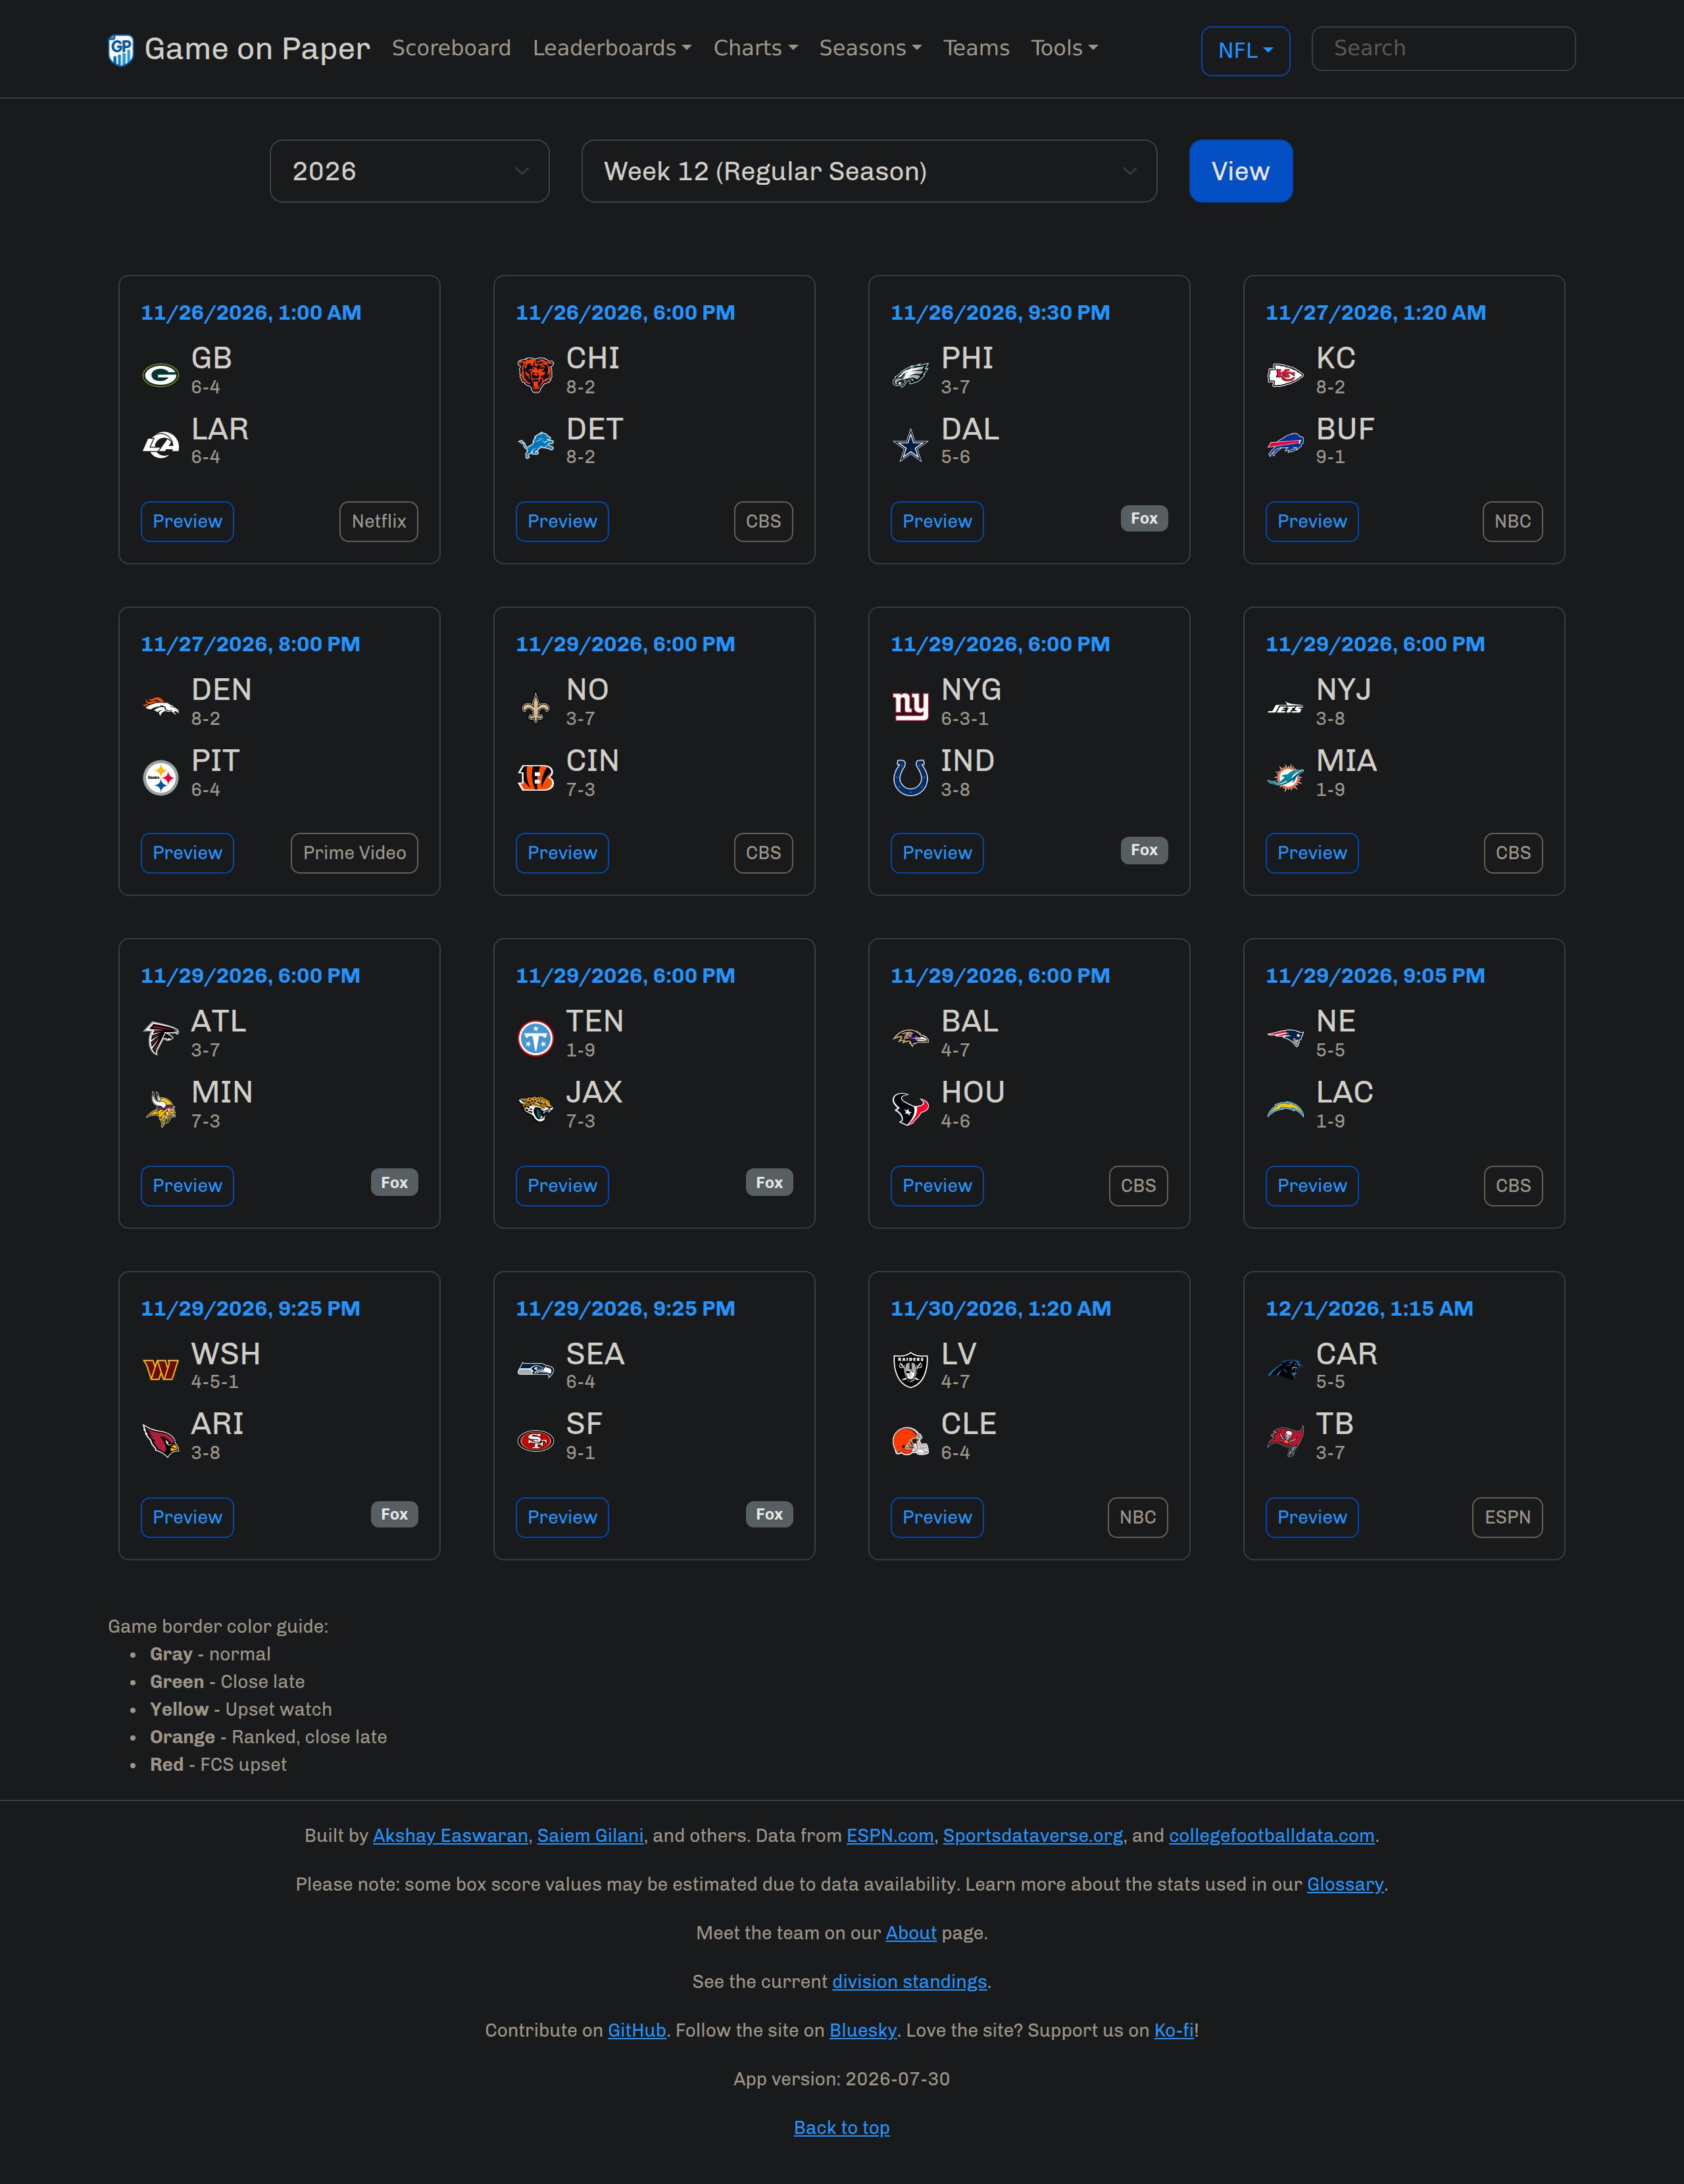 GP Game on Paper Scoreboard Leaderboards Charts Seasons Teams Tools NFL Search
2026 Week 12 (Regular Season) View
11/26/2026, 1:00 AM
GB
6-4
LAR
6-4
Preview Netflix
11/26/2026, 6:00 PM
CHI
8-2
DET
8-2
Preview CBS
11/26/2026, 9:30 PM
PHI
3-7
DAL
5-6
Preview Fox
11/27/2026, 1:20 AM
KC
8-2
BUF
9-1
Preview NBC
11/27/2026, 8:00 PM
DEN
8-2
PIT
6-4
Preview Prime Video
11/29/2026, 6:00 PM
NO
3-7
CIN
7-3
Preview CBS
11/29/2026, 6:00 PM
NYG
6-3-1
IND
3-8
Preview Fox
11/29/2026, 6:00 PM
NYJ
3-8
MIA
1-9
Preview CBS
11/29/2026, 6:00 PM
ATL
3-7
MIN
7-3
Preview Fox
11/29/2026, 6:00 PM
TEN
1-9
JAX
7-3
Preview Fox
11/29/2026, 6:00 PM
BAL
4-7
HOU
4-6
Preview CBS
11/29/2026, 9:05 PM
NE
5-5
LAC
1-9
Preview CBS
11/29/2026, 9:25 PM
WSH
4-5-1
ARI
3-8
Preview Fox
11/29/2026, 9:25 PM
SEA
6-4
SF
9-1
Preview Fox
11/30/2026, 1:20 AM
LV
4-7
CLE
6-4
Preview NBC
12/1/2026, 1:15 AM
CAR
5-5
TB
3-7
Preview ESPN
Game border color guide:
• Gray - normal
• Green - Close late
• Yellow - Upset watch
• Orange - Ranked, close late
• Red - FCS upset
Built by Akshay Easwaran, Saiem Gilani, and others. Data from ESPN.com, Sportsdataverse.org, and collegefootballdata.com.
Please note: some box score values may be estimated due to data availability. Learn more about the stats used in our Glossary.
Meet the team on our About page.
See the current division standings.
Contribute on GitHub. Follow the site on Bluesky. Love the site? Support us on Ko-fi!
App version: 2026-07-30
Back to top